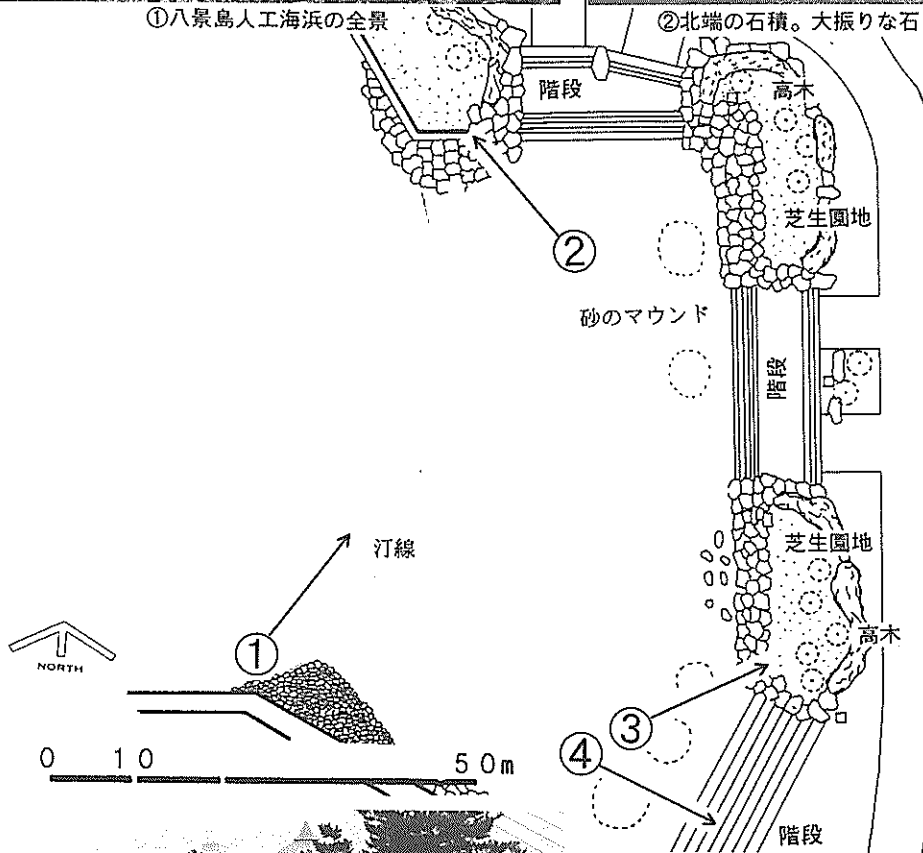 ①八景島人工海浜の全景
②北端の石積。大振りな石
階段
高木
②
芝生園地
砂のマウンド
階段
汀線
芝生園地
①
NORTH
高木
③
④
0 10 50m
階段